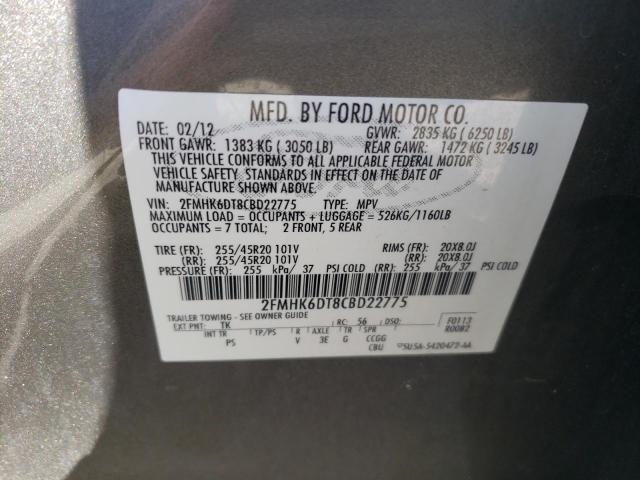 MFD. BY FORD MOTOR CO.
DATE: 02/12 GVWR: 2835 KG ( 6250 LB)
FRONT GAWR: 1383 KG ( 3050 LB) REAR GAWR: 1472 KG ( 3245 LB)
THIS VEHICLE CONFORMS TO ALL APPLICABLE FEDERAL MOTOR
VEHICLE SAFETY STANDARDS IN EFFECT ON THE DATE OF
MANUFACTURE SHOWN ABOVE.
VIN: 2FMHK6DT8CBD22775 TYPE: MPV
MAXIMUM LOAD = OCCUPANTS + LUGGAGE = 526KG/1160LB
OCCUPANTS = 7 TOTAL: 2 FRONT, 5 REAR
TIRE (FR): 255/45R20 101V RIMS (FR): 20X8.0J
(RR): 255/45R20 101V (RR): 20X8.0J
PRESSURE (FR): 255 kPa/ 37 PSI COLD (RR): 255 kPa/ 37 PSI COLD
2FMHK6DT8CBD22775
TRAILER TOWING - SEE OWNER GUIDE
EXT PNT: TK RC: 56 DSO: F0113
INT TR TP/PS R AXLE TR SPR R0082
PS V 3E G CCGG
CBU 5U5A-5420472-AA